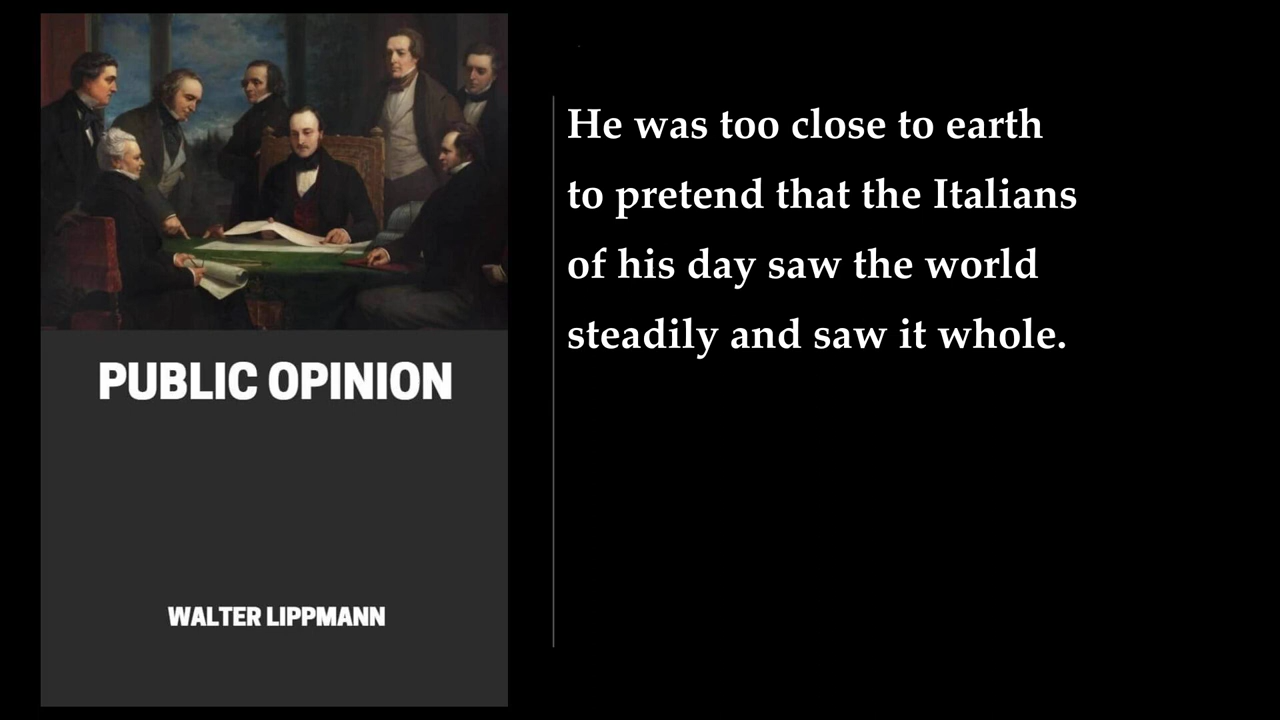 PUBLIC OPINION
WALTER LIPPMANN
He was too close to earth
to pretend that the Italians
of his day saw the world
steadily and saw it whole.